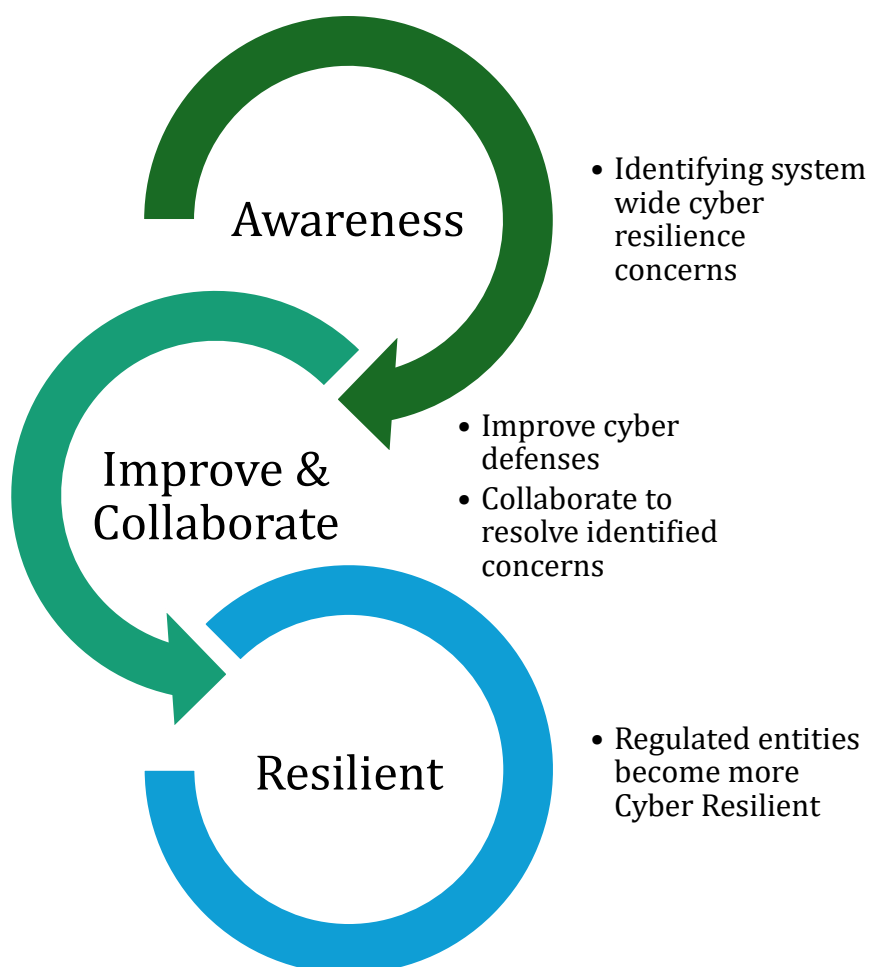 Awareness
• Identifying system
wide cyber
resilience
concerns
Improve &
Collaborate
• Improve cyber
defenses
• Collaborate to
resolve identified
concerns
Resilient
• Regulated entities
become more
Cyber Resilient